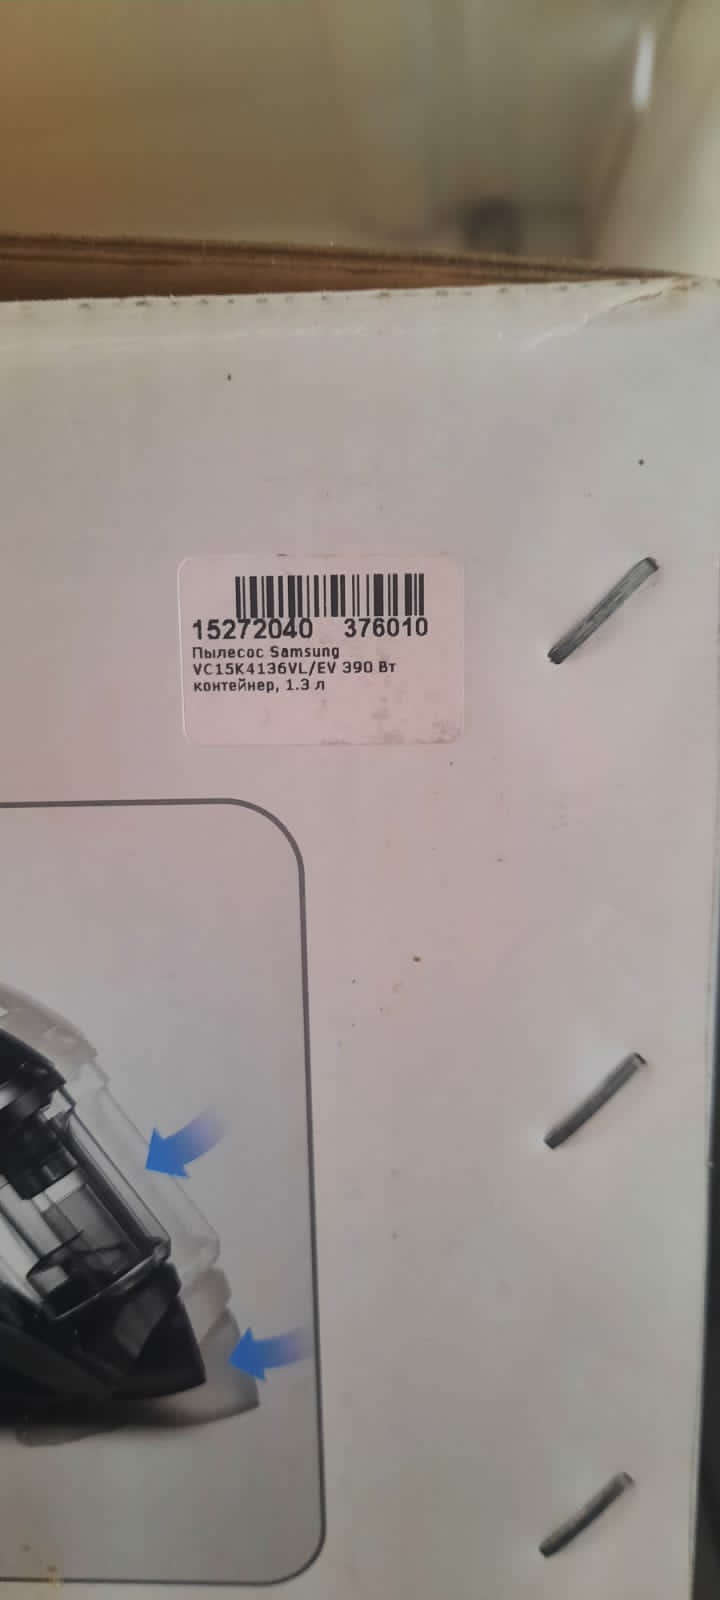 15272040 376010
Пылесос Samsung
VC15K4136VL/EV 390 Вт
контейнер, 1.3 л